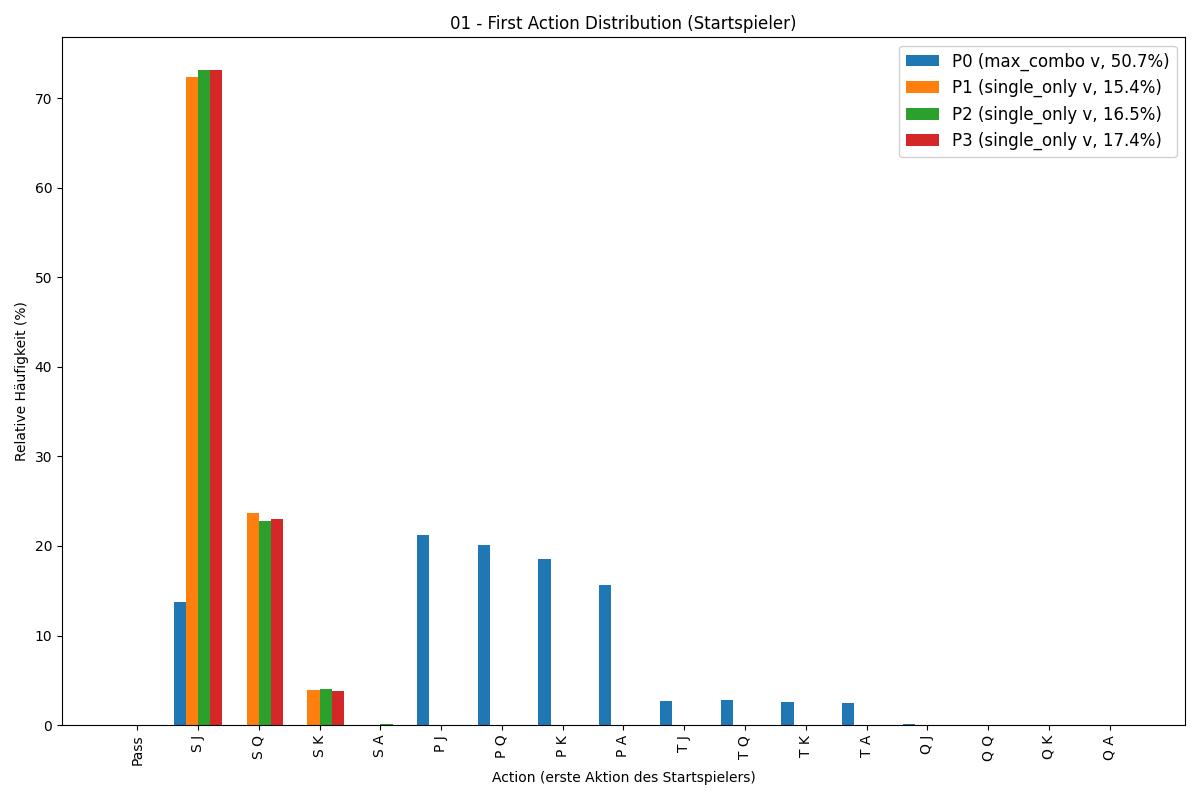 01 - First Action Distribution (Startspieler)
P0 (max_combo v, 50.7%)
P1 (single_only v, 15.4%)
P2 (single_only v, 16.5%)
P3 (single_only v, 17.4%)
Relative Häufigkeit (%)
70
60
50
40
30
20
10
0
Pass
S J
S Q
S K
S A
P J
P Q
P K
P A
T J
T Q
T K
T A
Q J
Q Q
Q K
Q A
Action (erste Aktion des Startspielers)